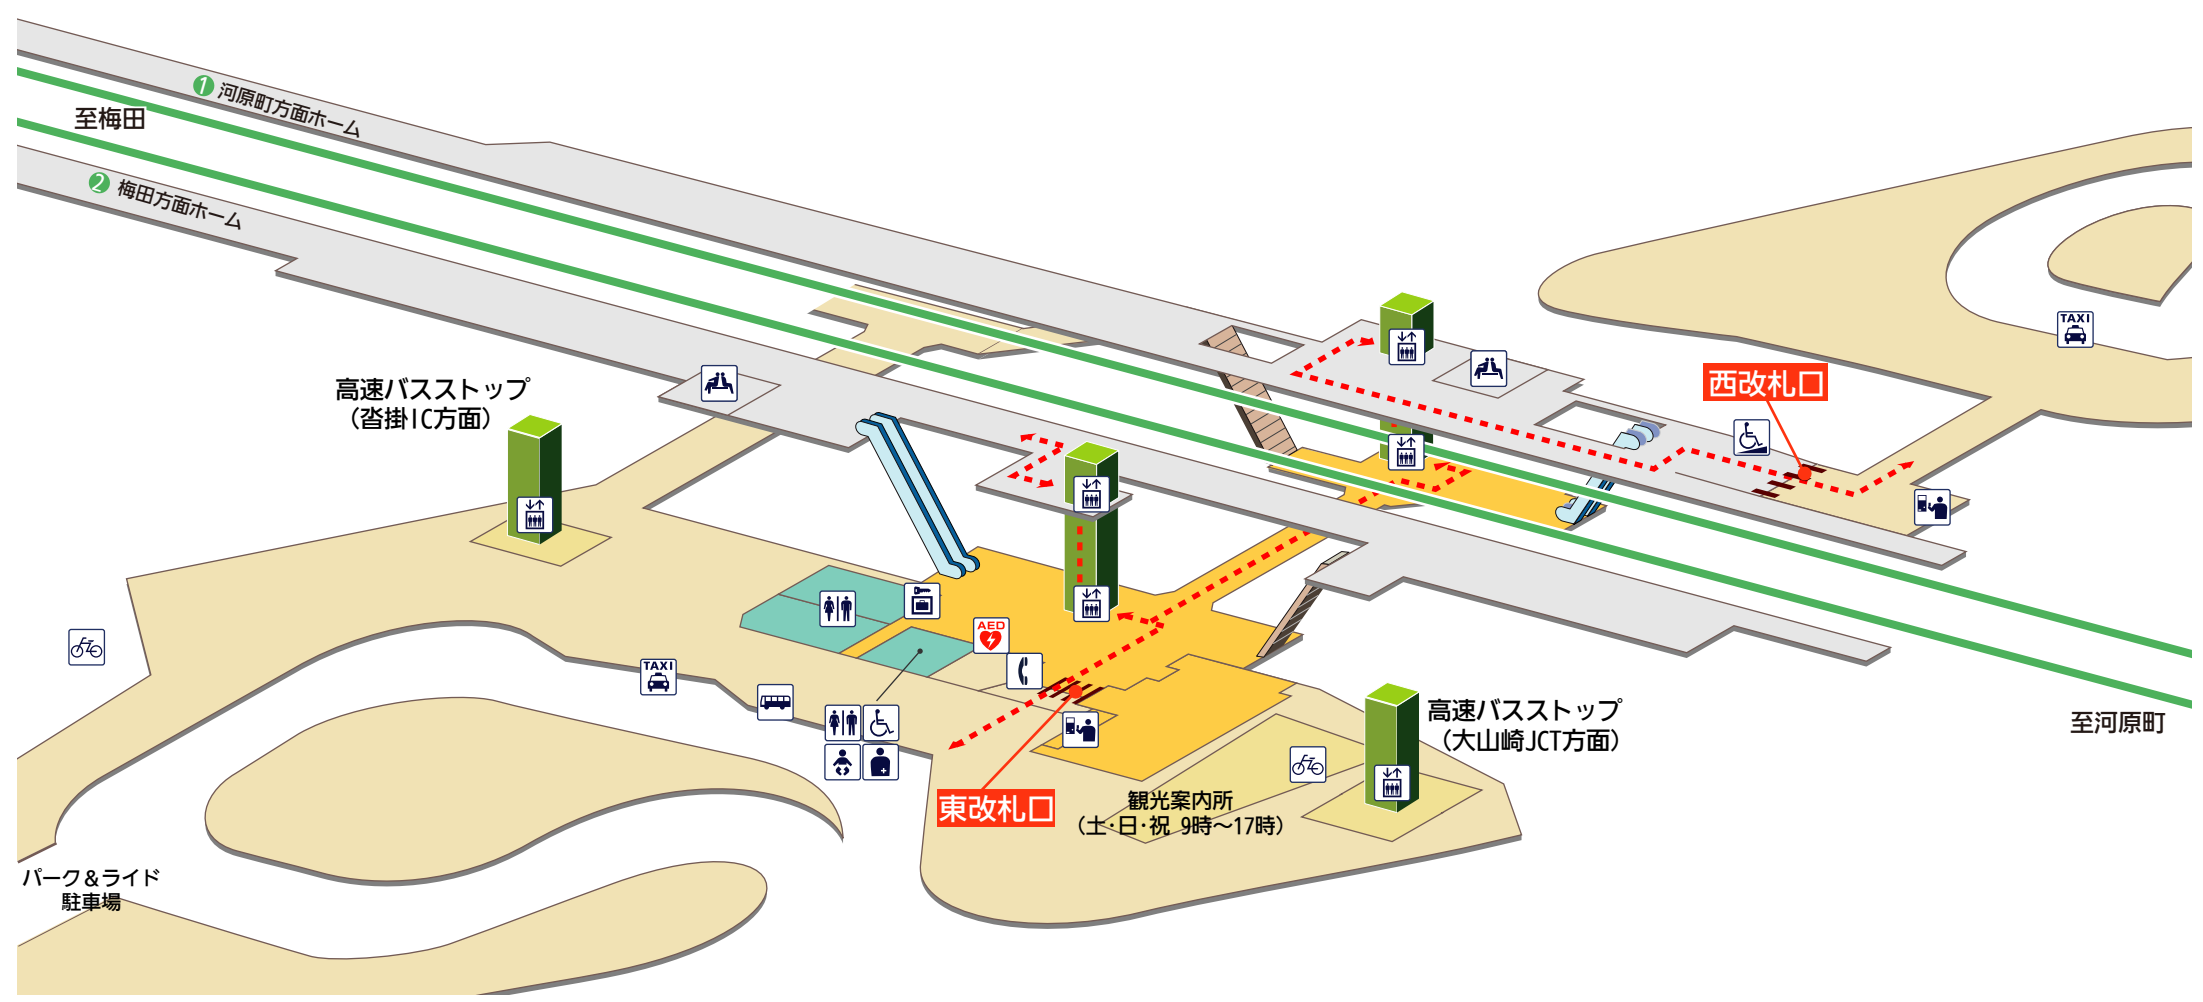 1 河原町方面ホーム
至梅田
2 梅田方面ホーム
高速バスストップ
（沓掛IC方面）
西改札口
TAXI
AED
TAXI
高速バスストップ
（大山崎JCT方面）
至河原町
東改札口
観光案内所
（土・日・祝 9時～17時）
パーク＆ライド
駐車場